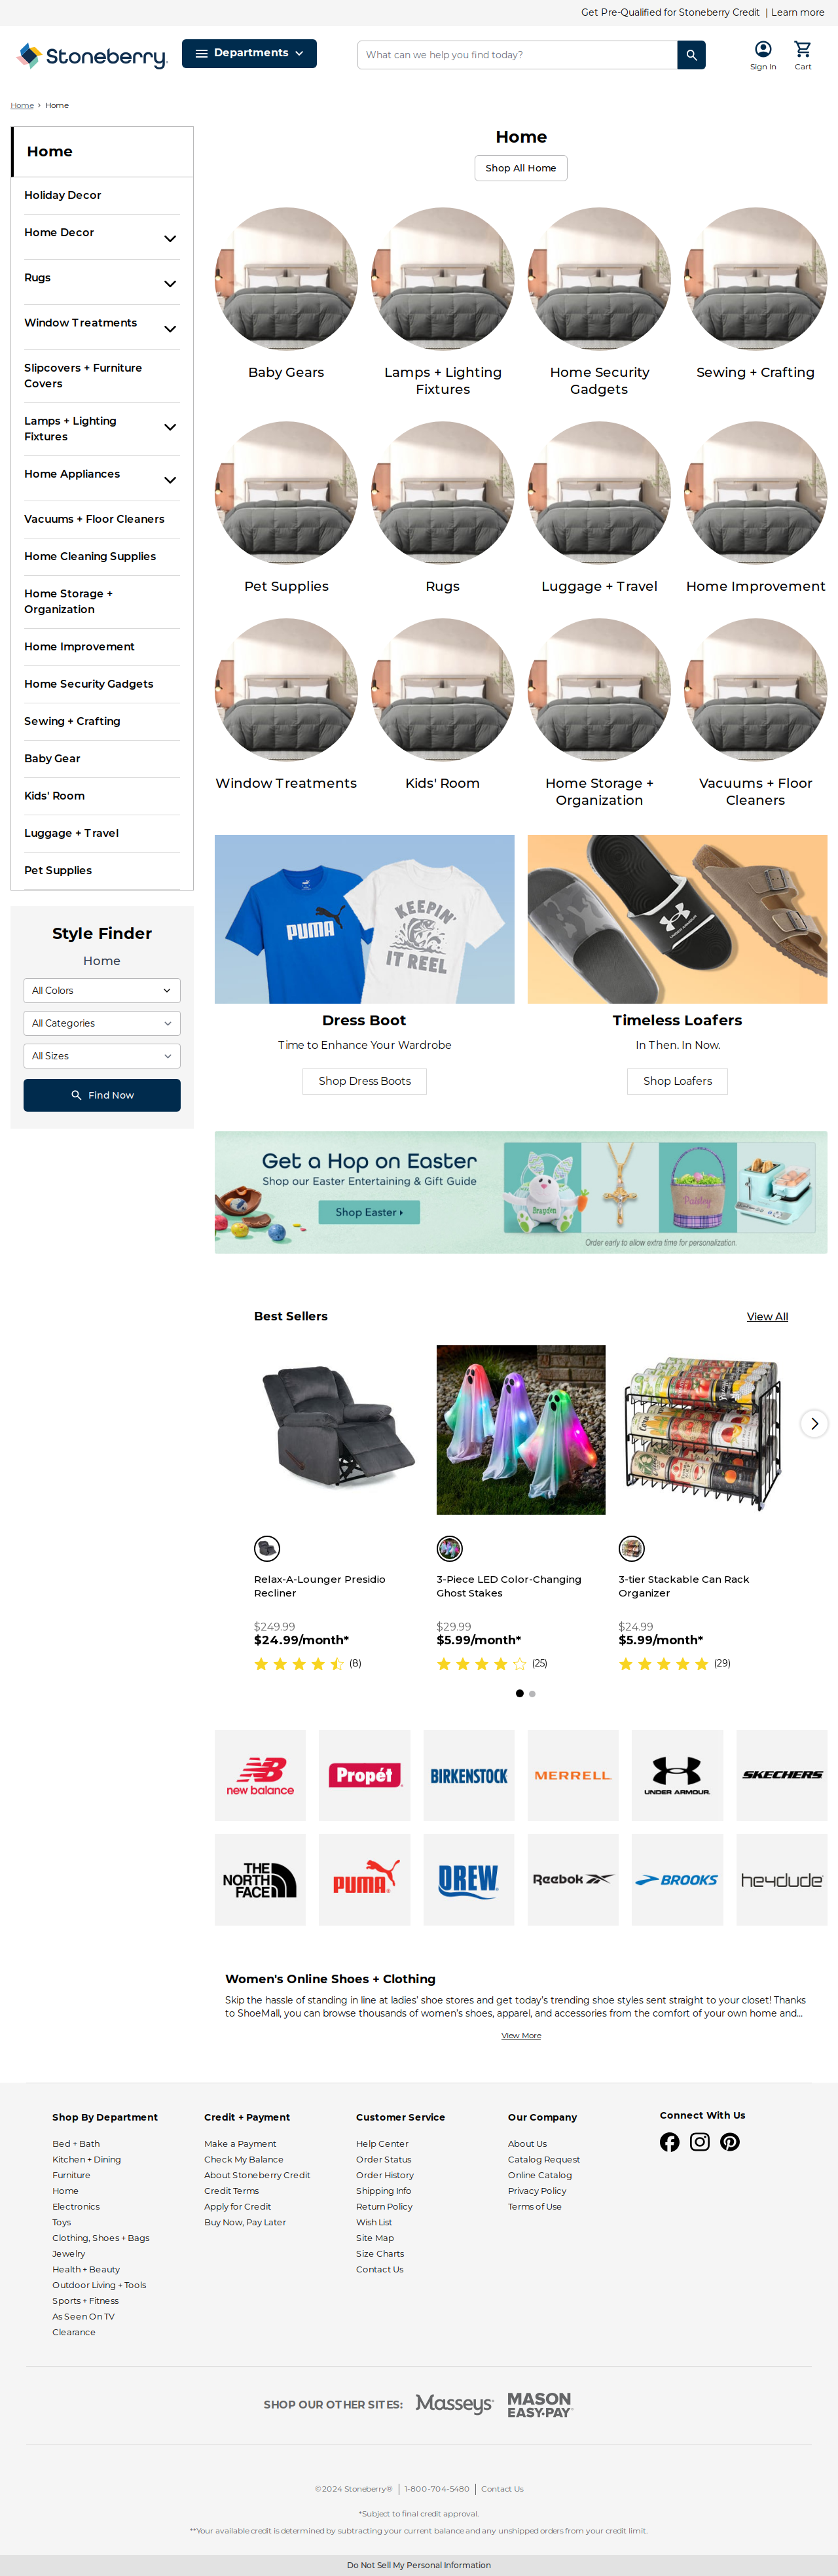 Get Pre-Qualified for Stoneberry Credit | Learn more
Stoneberry
Departments
What can we help you find today?
Sign In
Cart
Home › Home
Home
Holiday Decor
Home Decor
Rugs
Window Treatments
Slipcovers + Furniture
Covers
Lamps + Lighting
Fixtures
Home Appliances
Vacuums + Floor Cleaners
Home Cleaning Supplies
Home Storage +
Organization
Home Improvement
Home Security Gadgets
Sewing + Crafting
Baby Gear
Kids' Room
Luggage + Travel
Pet Supplies
Style Finder
Home
All Colors
All Categories
All Sizes
Find Now
Home
Shop All Home
Baby Gears
Lamps + Lighting
Fixtures
Home Security
Gadgets
Sewing + Crafting
Pet Supplies
Rugs
Luggage + Travel
Home Improvement
Window Treatments
Kids' Room
Home Storage +
Organization
Vacuums + Floor
Cleaners
PUMA
KEEPIN'
IT REEL
UNDER ARMOUR
Dress Boot
Time to Enhance Your Wardrobe
Shop Dress Boots
Timeless Loafers
In Then. In Now.
Shop Loafers
Get a Hop on Easter
Shop our Easter Entertaining & Gift Guide
Shop Easter
Brayden
Paisley
Order early to allow extra time for personalization.
Best Sellers
View All
Relax-A-Lounger Presidio
Recliner
$249.99
$24.99/month*
(8)
3-Piece LED Color-Changing
Ghost Stakes
$29.99
$5.99/month*
(25)
3-tier Stackable Can Rack
Organizer
$24.99
$5.99/month*
(29)
new balance
Propét
BIRKENSTOCK
MERRELL
UNDER ARMOUR
SKECHERS
THE
NORTH
FACE
PUMA
DREW
Reebok
BROOKS
heydude
Women's Online Shoes + Clothing
Skip the hassle of standing in line at ladies' shoe stores and get today's trending shoe styles sent straight to your closet! Thanks
to ShoeMall, you can browse thousands of women's shoes, apparel, and accessories from the comfort of your own home and...
View More
Shop By Department
Bed + Bath
Kitchen + Dining
Furniture
Home
Electronics
Toys
Clothing, Shoes + Bags
Jewelry
Health + Beauty
Outdoor Living + Tools
Sports + Fitness
As Seen On TV
Clearance
Credit + Payment
Make a Payment
Check My Balance
About Stoneberry Credit
Credit Terms
Apply for Credit
Buy Now, Pay Later
Customer Service
Help Center
Order Status
Order History
Shipping Info
Return Policy
Wish List
Site Map
Size Charts
Contact Us
Our Company
About Us
Catalog Request
Online Catalog
Privacy Policy
Terms of Use
Connect With Us
SHOP OUR OTHER SITES:
Masseys
MASON
EASY•PAY
©2024 Stoneberry® | 1-800-704-5480 | Contact Us
*Subject to final credit approval.
**Your available credit is determined by subtracting your current balance and any unshipped orders from your credit limit.
Do Not Sell My Personal Information